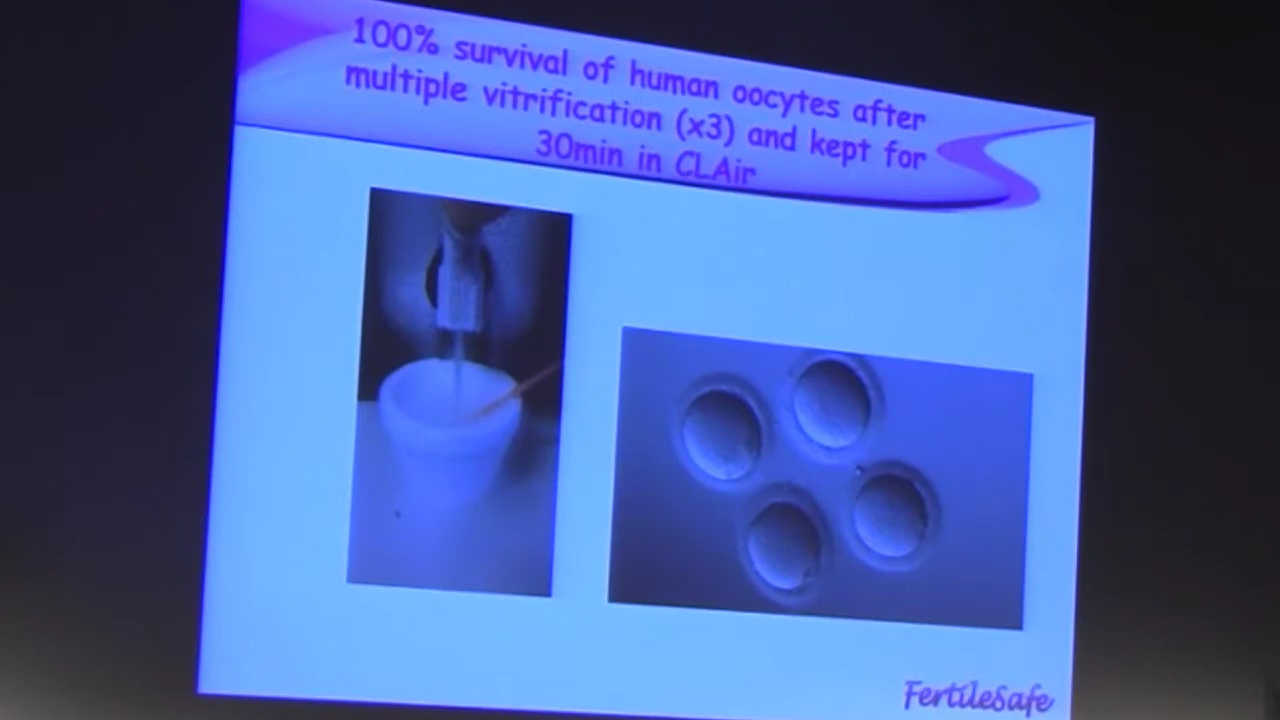 100% survival of human oocytes after
multiple vitrification (x3) and kept for
30min in CLAir
FertileSafe